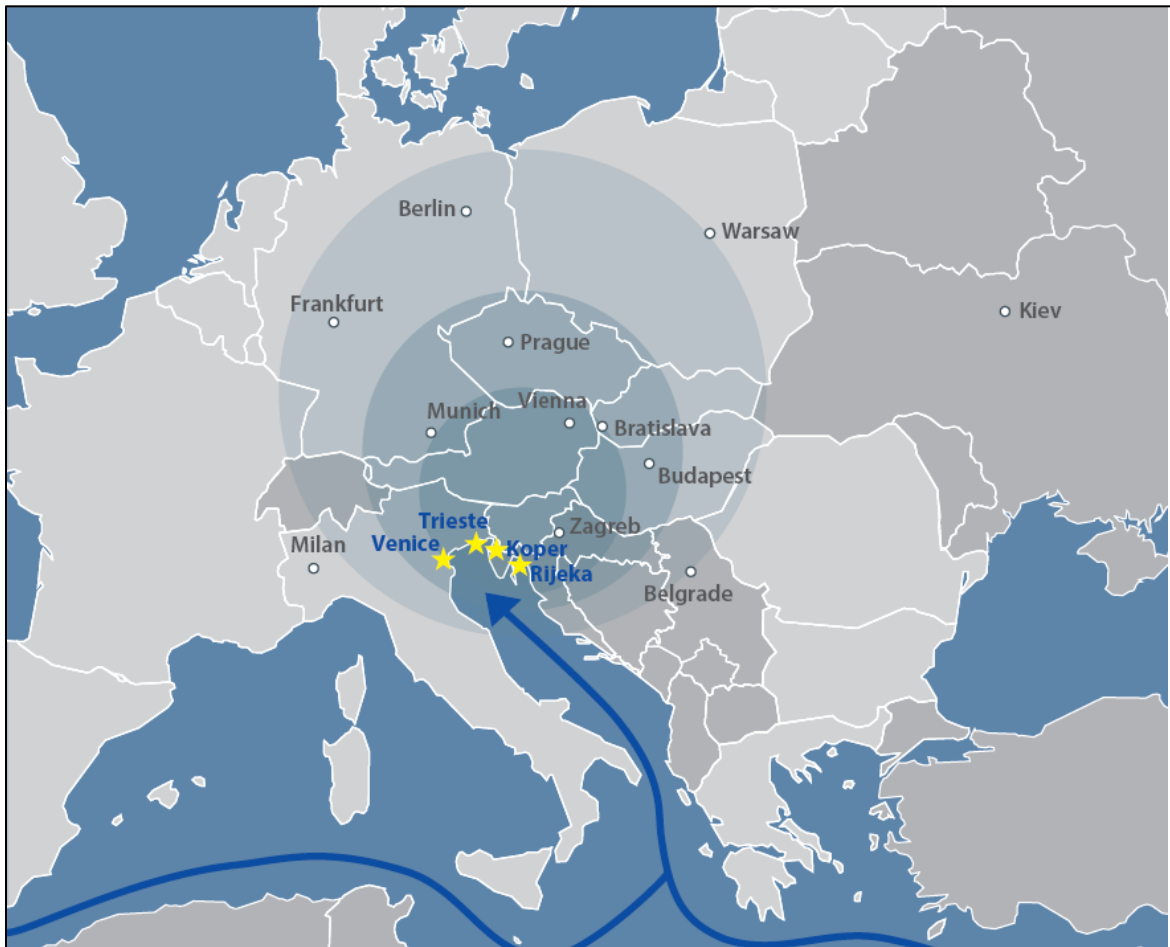 Berlin
Warsaw
Frankfurt
Kiev
Prague
Vienna
Munich
Bratislava
Budapest
Trieste
Zagreb
Venice
Milan
Koper
Rijeka
Belgrade